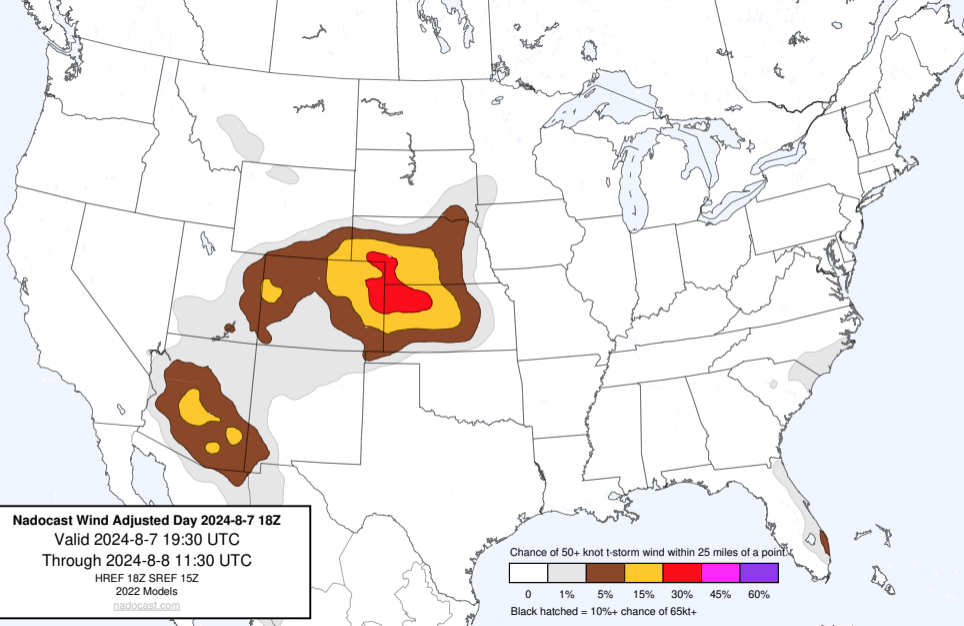 Nadocast Wind Adjusted Day 2024-8-7 18Z
Valid 2024-8-7 19:30 UTC
Through 2024-8-8 11:30 UTC
HREF 18Z SREF 15Z
2022 Models
nadocast.com
Chance of 50+ knot t-storm wind within 25 miles of a point.
0 1% 5% 15% 30% 45% 60%
Black hatched = 10%+ chance of 65kt+